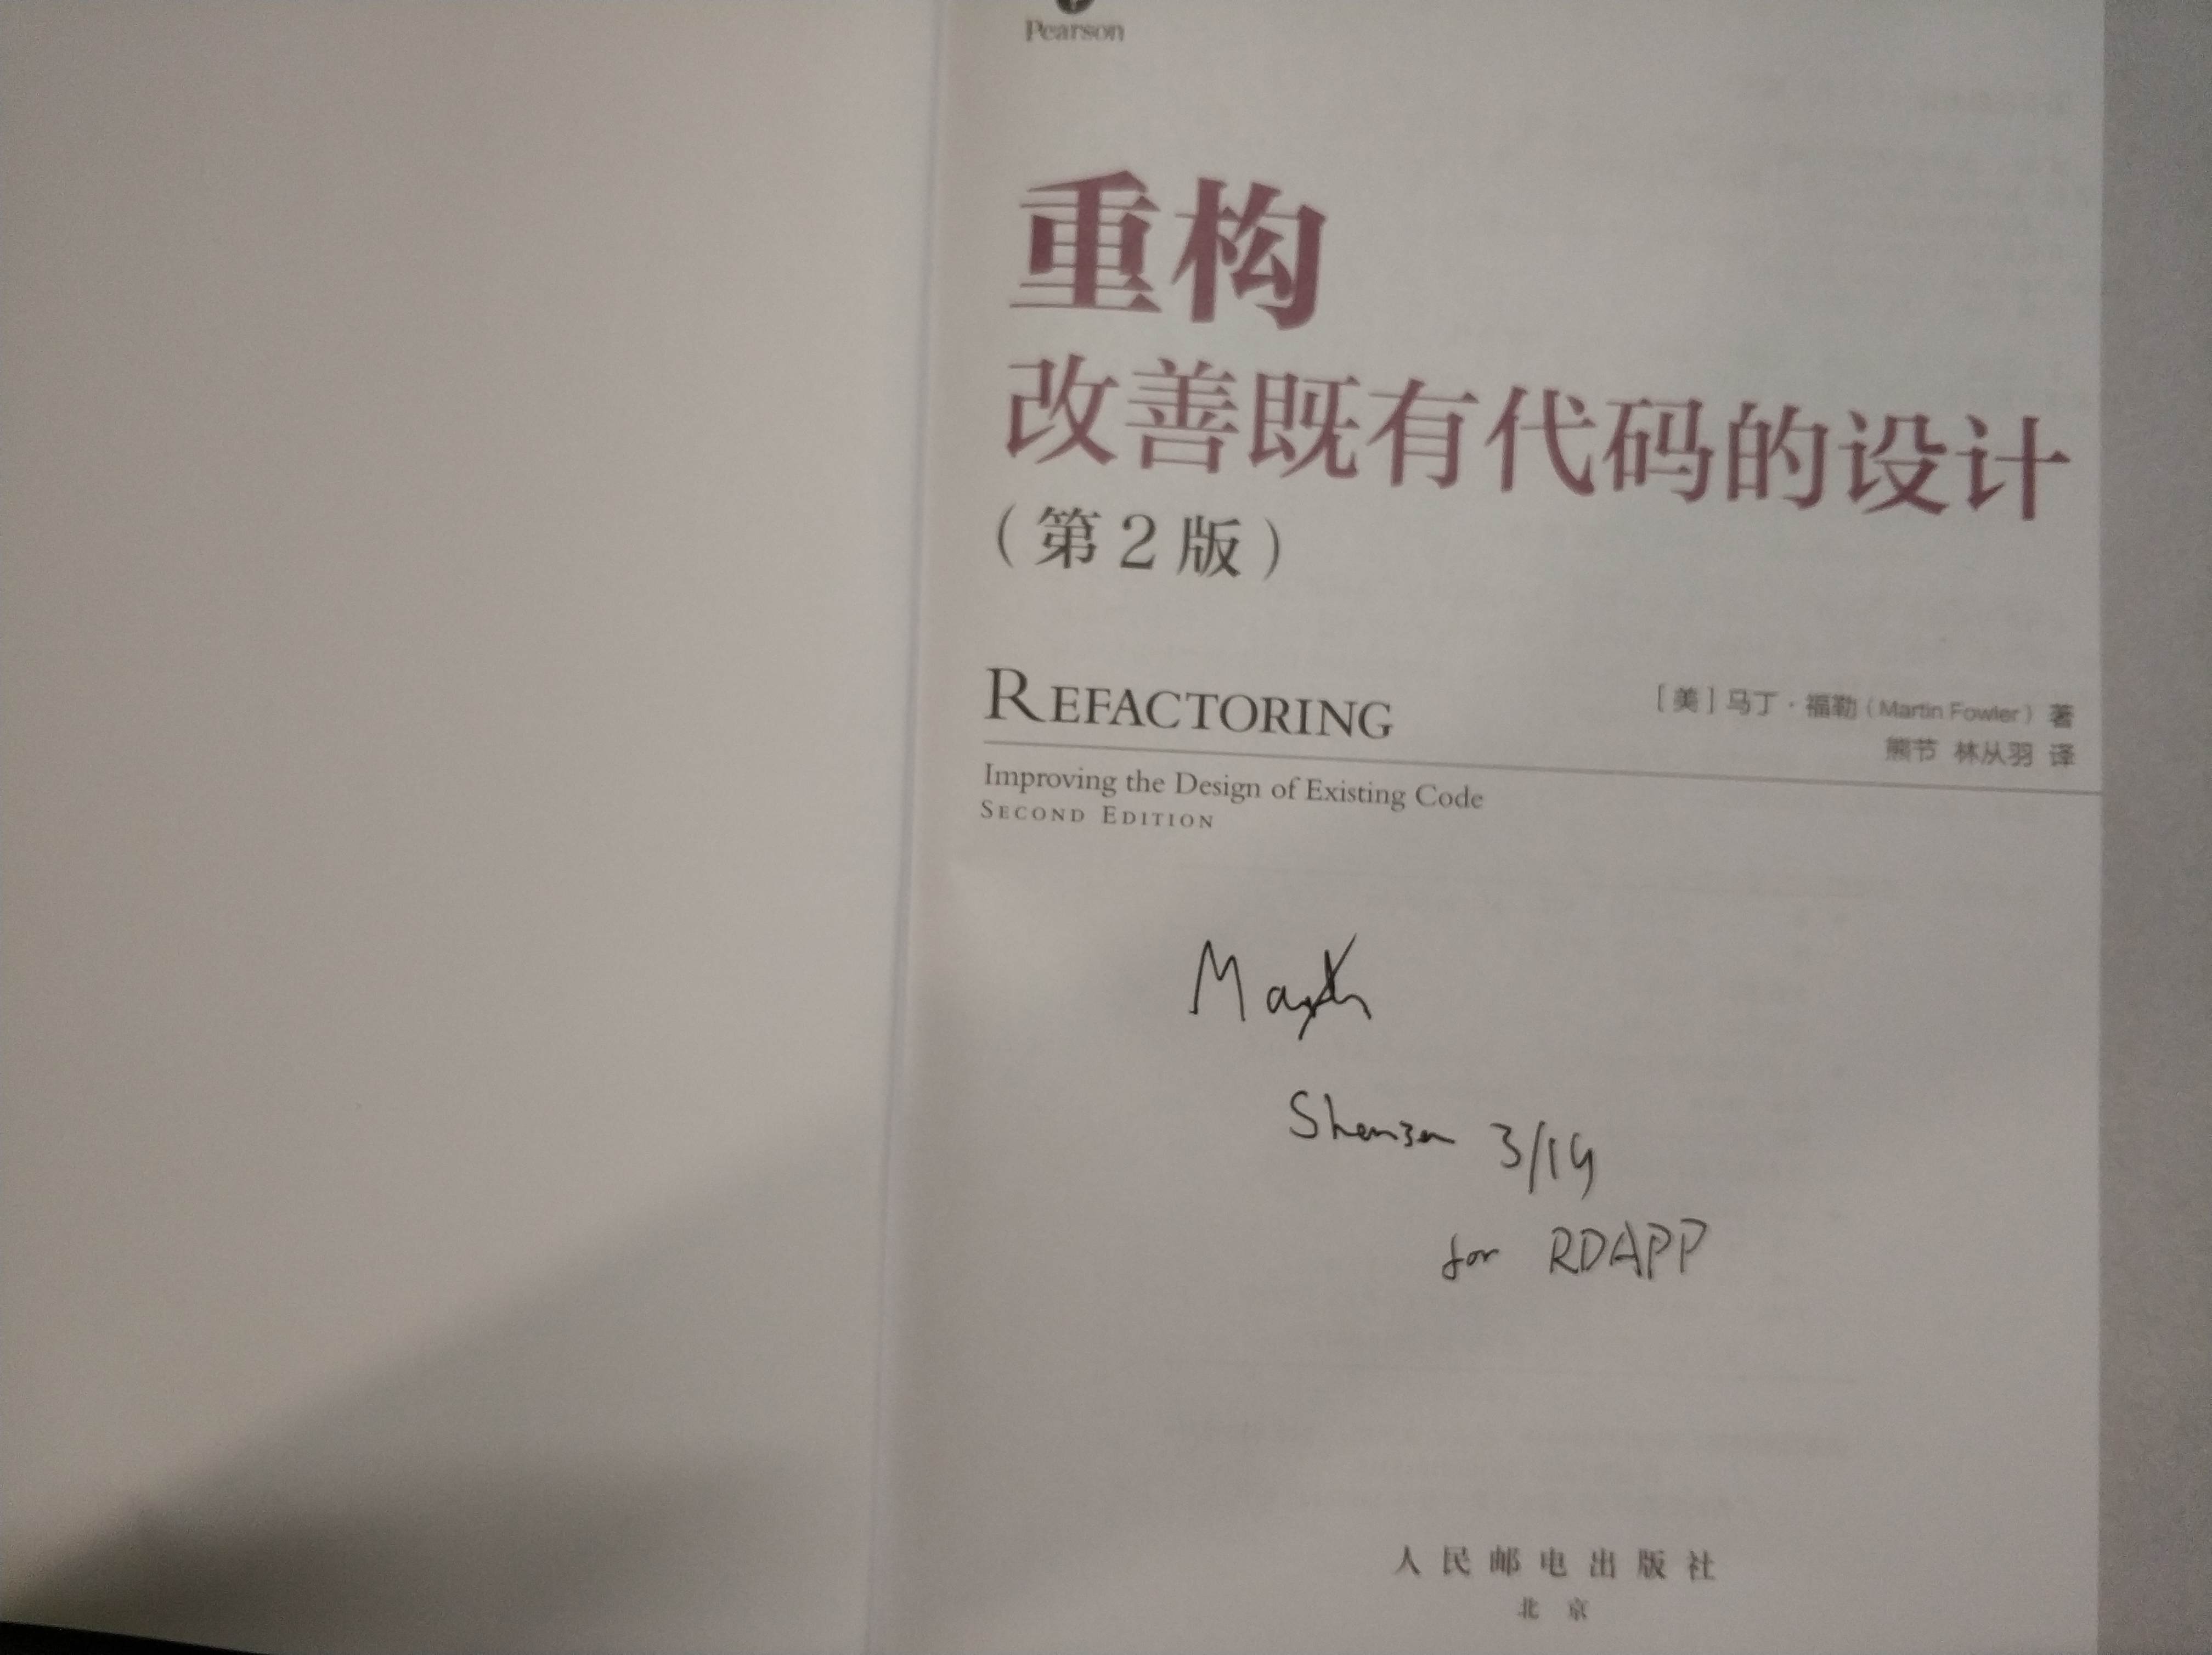 Pearson
重构
改善既有代码的设计
（第2版）
REFACTORING
[美]马丁·福勒（Martin Fowler）著
熊节 林从羽 译
Improving the Design of Existing Code
SECOND EDITION
Martin
Shenzen 3/19
for RDAPP
人民邮电出版社
北京